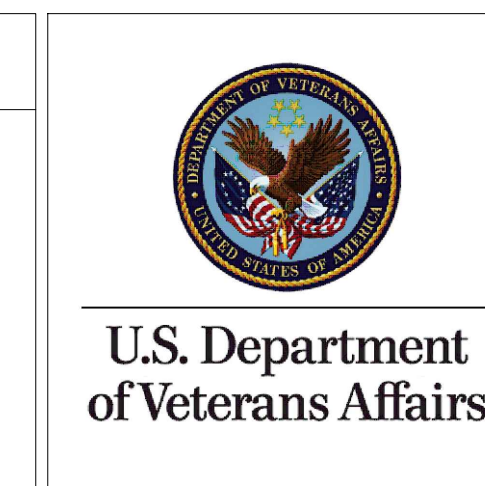 DEPARTMENT OF VETERANS AFFAIRS
• UNITED STATES OF AMERICA •
U.S. Department
of Veterans Affairs